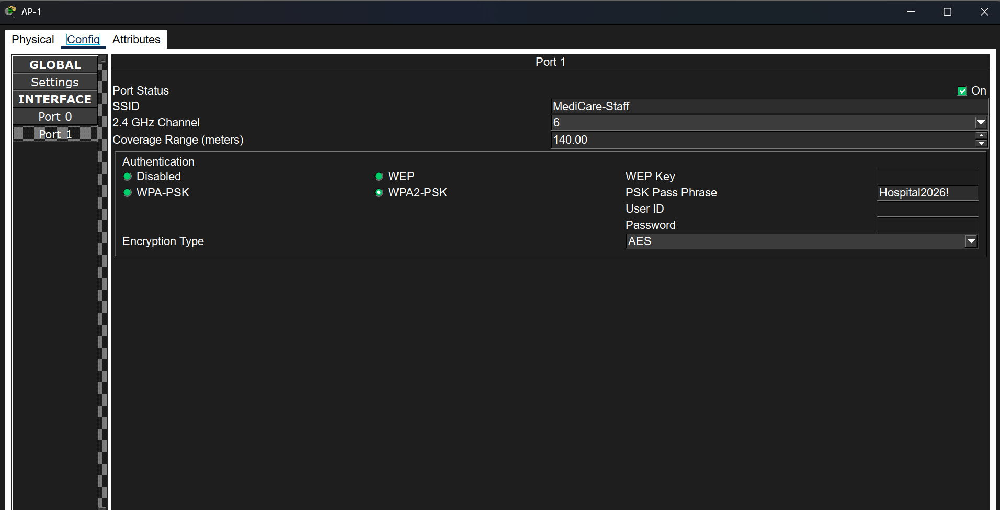 AP-1
Physical Config Attributes
GLOBAL
Settings
INTERFACE
Port 0
Port 1
Port 1
Port Status On
SSID MediCare-Staff
2.4 GHz Channel 6
Coverage Range (meters) 140.00
Authentication
Disabled WEP WEP Key
WPA-PSK WPA2-PSK PSK Pass Phrase Hospital2026!
User ID
Password
Encryption Type AES